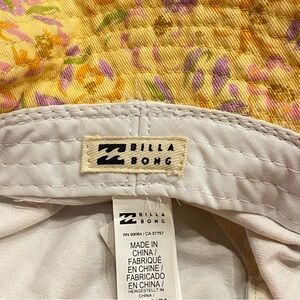 BILLA
BONG
BILLA
BONG
RN 99064 / CA 37757
MADE IN
CHINA /
FABRIQUÉ
EN CHINE /
FABRICADO
EN CHINA /
HERGESTELLT IN
CHINA /